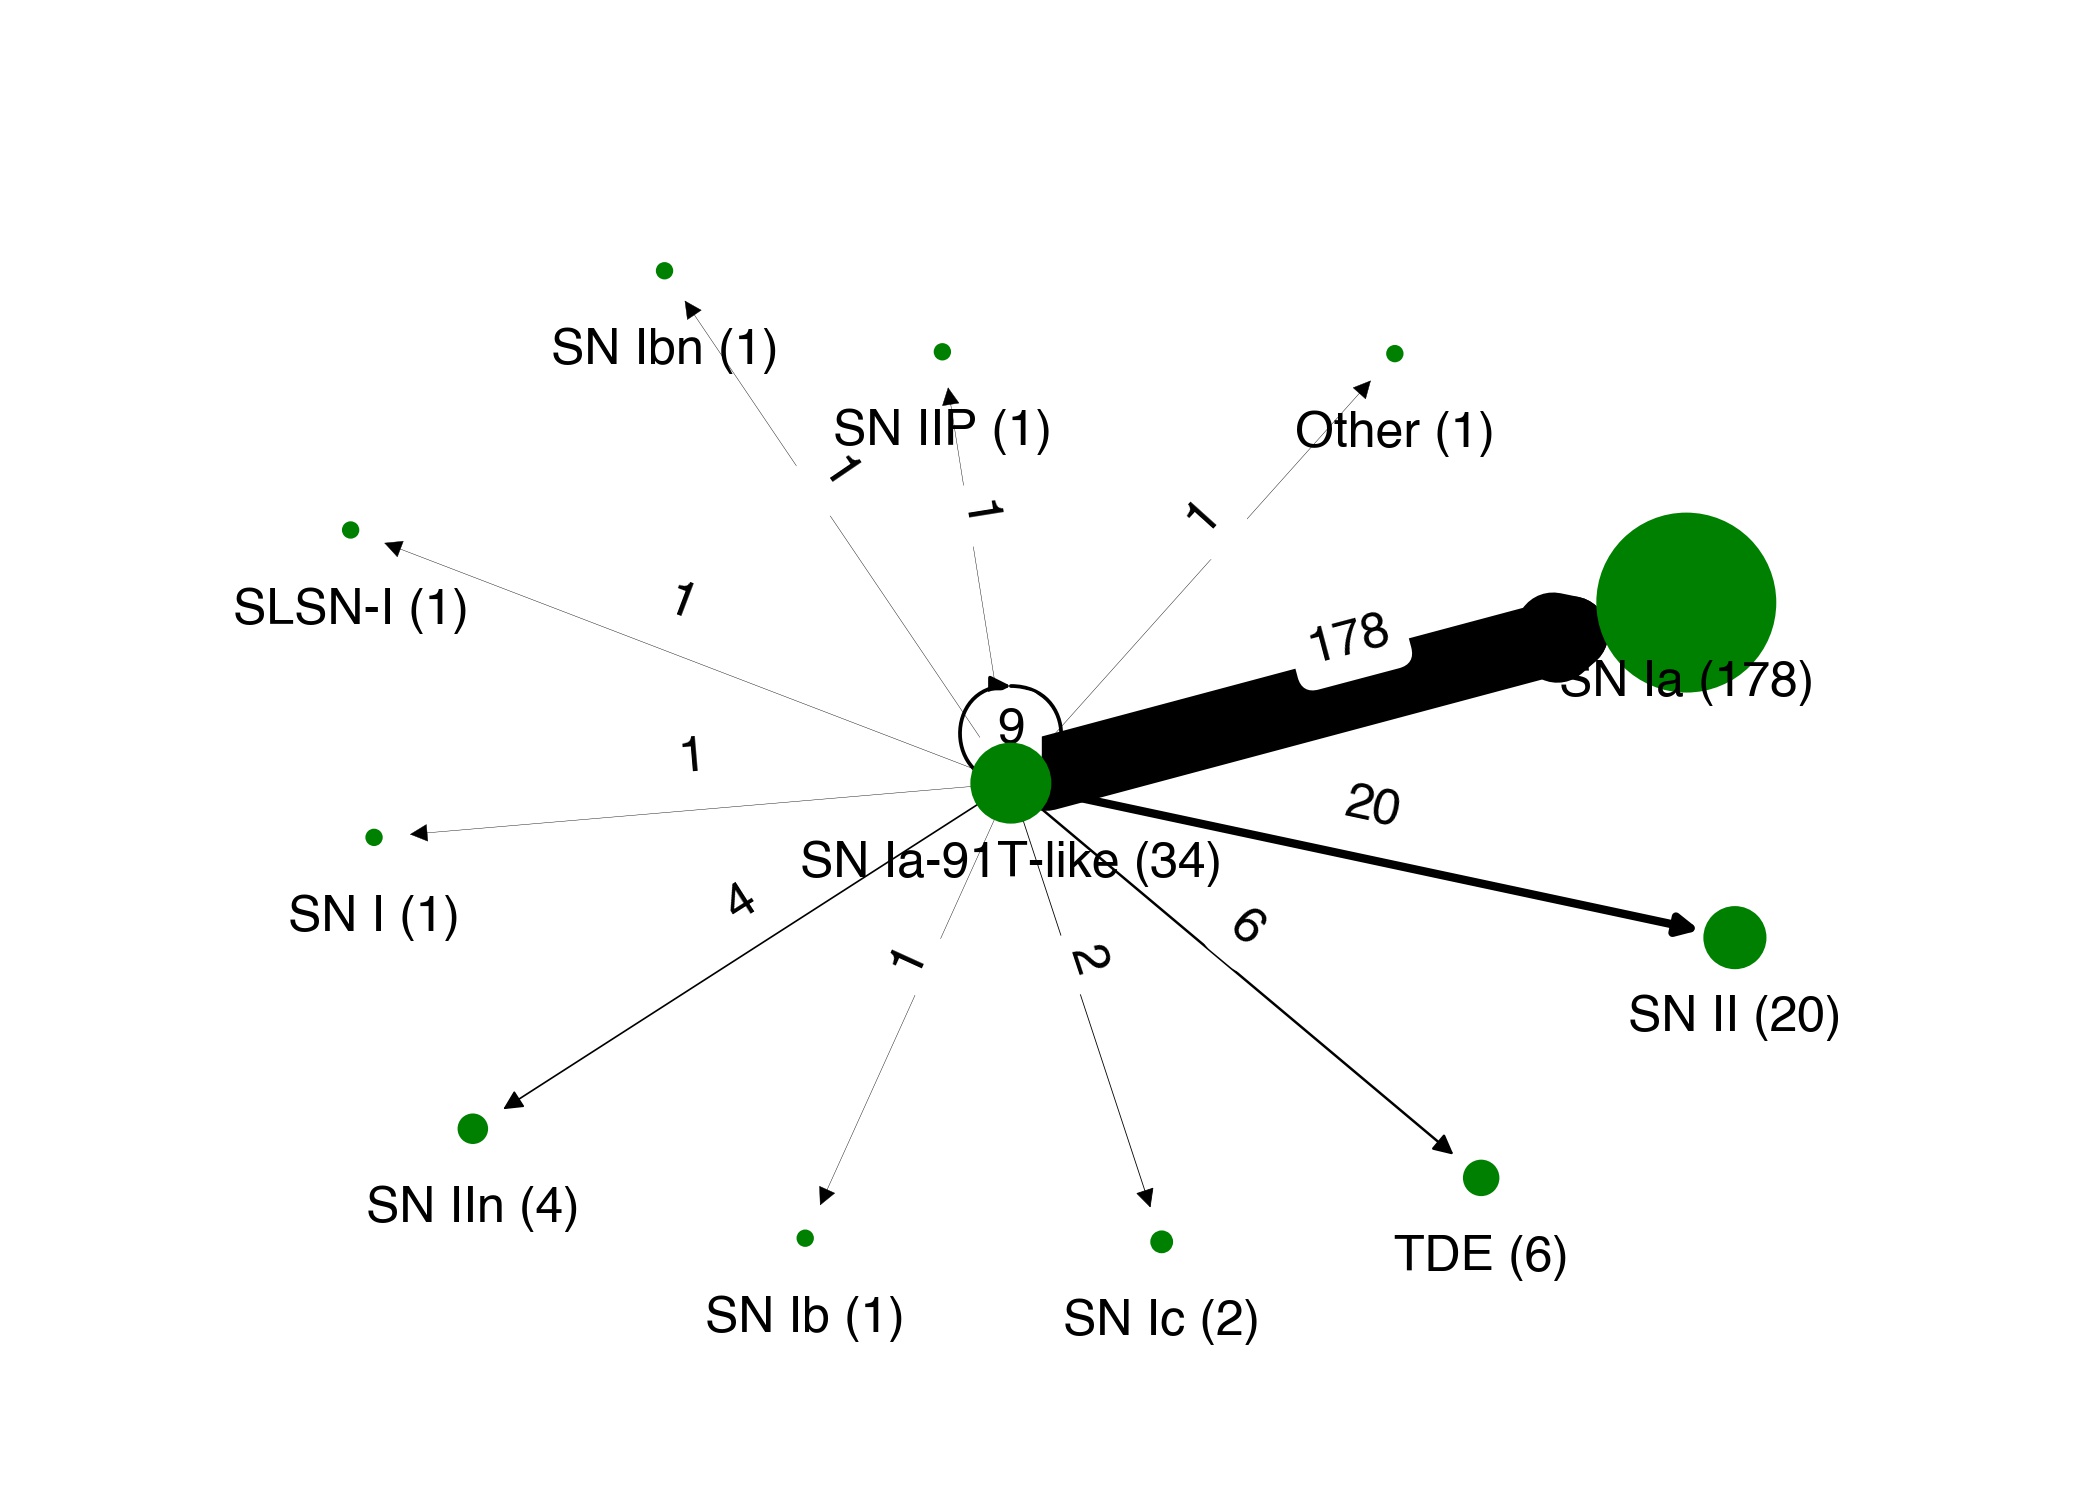 SN Ibn (1)
SN IIP (1)
Other (1)
1
1
1
SLSN-I (1)
1
178
SN Ia (178)
9
1
20
SN Ia-91T-like (34)
SN I (1)
4
6
1
2
SN II (20)
SN IIn (4)
TDE (6)
SN Ib (1)
SN Ic (2)